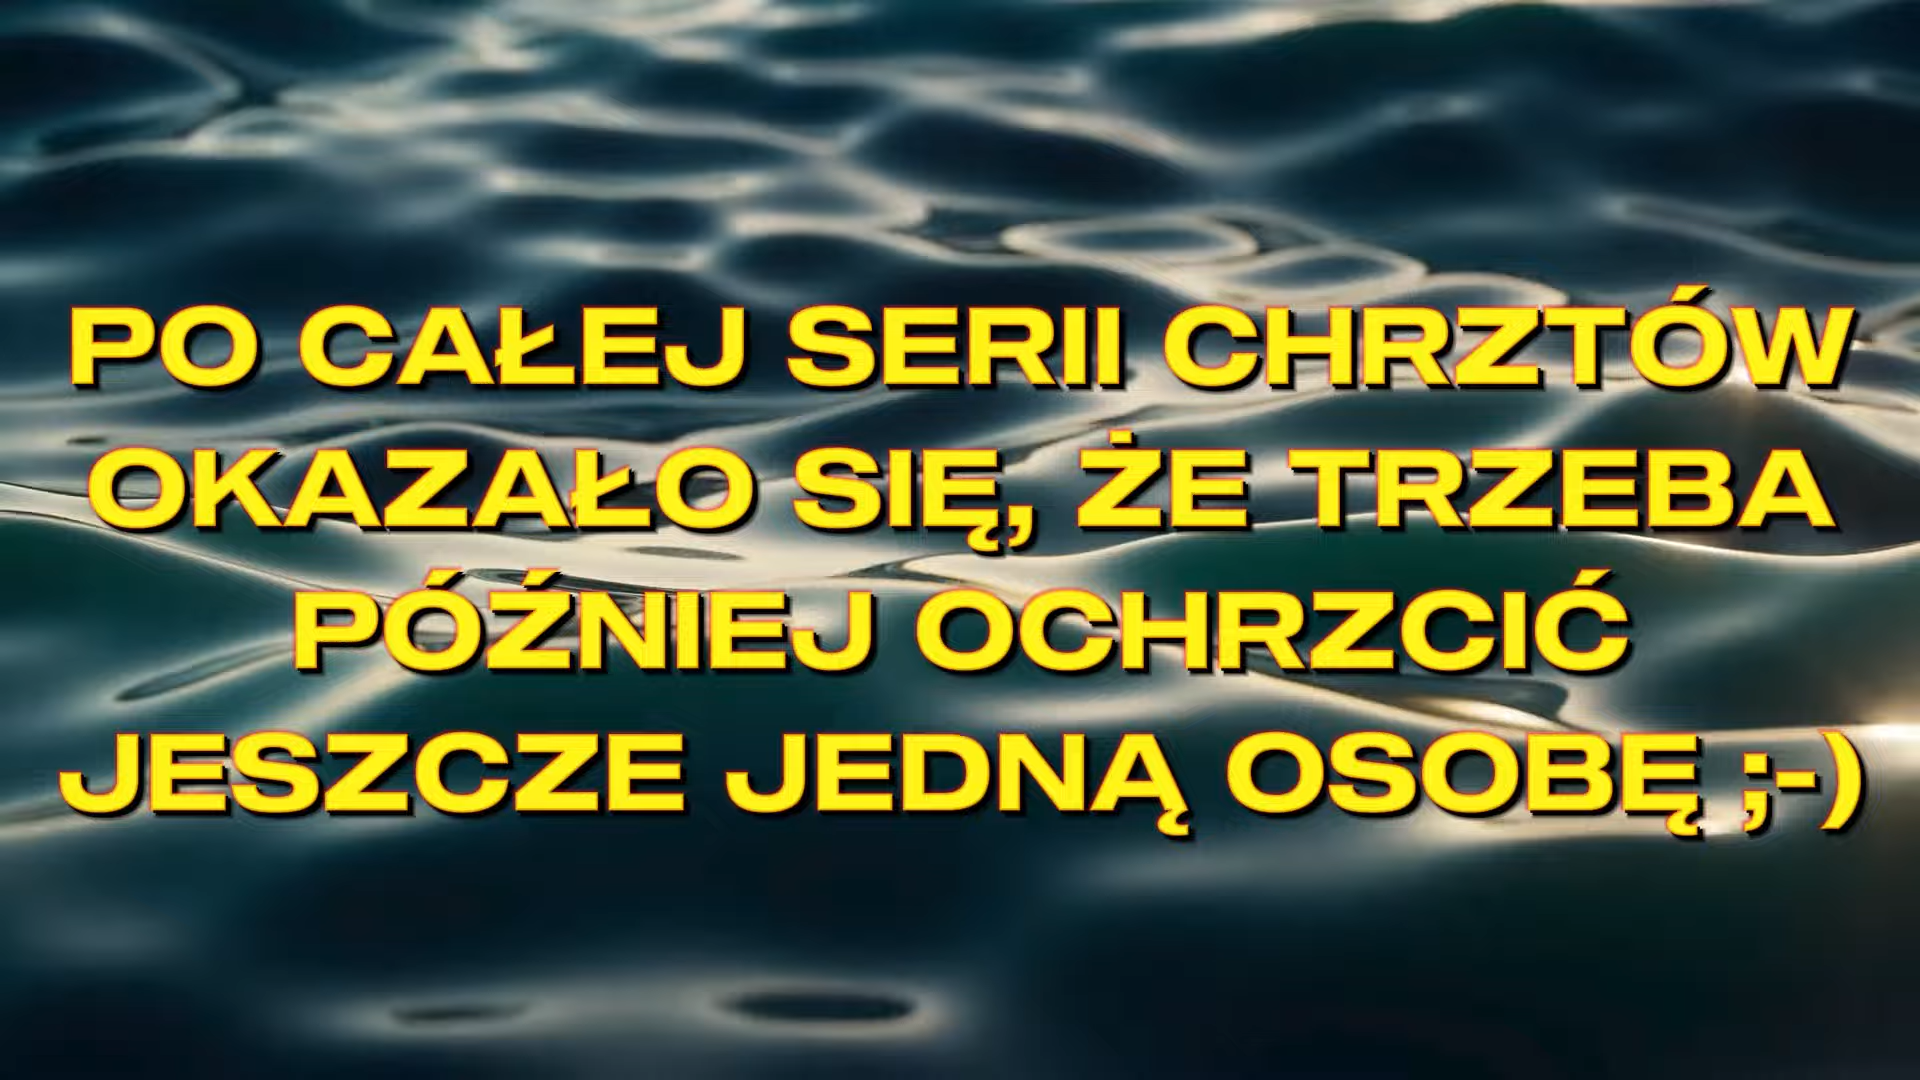 PO CAŁEJ SERII CHRZTÓW
OKAZAŁO SIĘ, ŻE TRZEBA
PÓŹNIEJ OCHRZCIĆ
JESZCZE JEDNĄ OSOBĘ ;-)